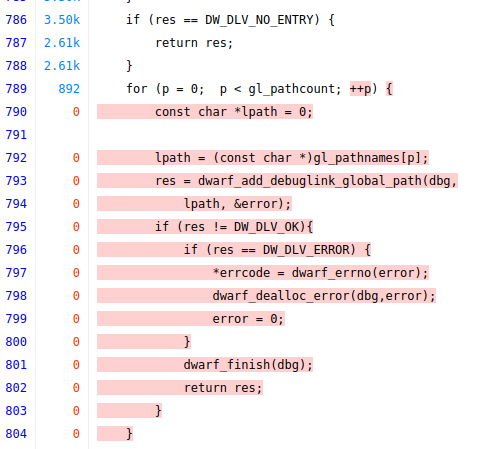 786 3.50k if (res == DW_DLV_NO_ENTRY) {
787 2.61k return res;
788 2.61k }
789 892 for (p = 0;  p < gl_pathcount; ++p) {
790 0 const char *lpath = 0;
791
792 0 lpath = (const char *)gl_pathnames[p];
793 0 res = dwarf_add_debuglink_global_path(dbg,
794 0 lpath, &error);
795 0 if (res != DW_DLV_OK){
796 0 if (res == DW_DLV_ERROR) {
797 0 *errcode = dwarf_errno(error);
798 0 dwarf_dealloc_error(dbg,error);
799 0 error = 0;
800 0 }
801 0 dwarf_finish(dbg);
802 0 return res;
803 0 }
804 0 }